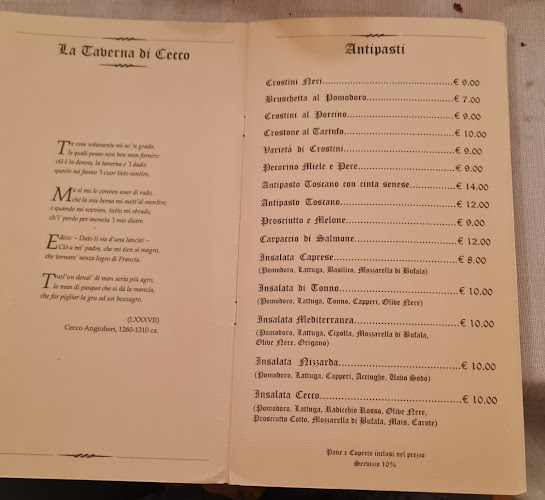 La Taverna di Cecco
Tre cose solamente mi so 'n grado,
le quali posso non ben men fornire:
ciò è la donna, la taverna e 'l dado;
queste mi fanno 'l cuor lieto sentire.
Ma sì me le conven usar di rado,
ché la mie borsa mi mett'al mentire;
e quando mi sovvien, tutto mi sbrado,
ch'i' perdo per moneta 'l mie disire.
E dico: – Dato li sia d'una lancia! –
Ciò a mi' padre, che mi tien sì magro,
che tornare' senza logro di Francia.
Trarl'un denai' di man serìa più agro,
la man di pasqua che si dà la mancia,
che far pigliar la gru ad un bozzagro.
(LXXXVII)
Cecco Angiolieri, 1260-1310 ca.
Antipasti
Crostini Neri...€ 9.00
Bruschetta al Pomodoro...€ 7.00
Crostini al Porcino...€ 9.00
Crostone al Tartufo...€ 10.00
Varietà di Crostini...€ 9.00
Pecorino Miele e Pere...€ 9.00
Antipasto Toscano con cinta senese...€ 14.00
Antipasto Toscano...€ 12.00
Prosciutto e Melone...€ 9.00
Carpaccio di Salmone...€ 12.00
Insalata Caprese...€ 8.00
(Pomodoro, Lattuga, Basilico, Mozzarella di Bufala)
Insalata di Tonno...€ 10.00
(Pomodoro, Lattuga, Tonno, Capperi, Olive Nere)
Insalata Mediterranea...€ 10.00
(Pomodoro, Lattuga, Cipolla, Mozzarella di Bufala,
Olive Nere, Origano)
Insalata Nizzarda...€ 10.00
(Pomodoro, Lattuga, Capperi, Acciughe, Uovo Sodo)
Insalata Cecco...€ 10.00
(Pomodoro, Lattuga, Radicchio Rosso, Olive Nere,
Prosciutto Cotto, Mozzarella di Bufala, Mais, Carote)
Pane e Coperto inclusi nel prezzo
Servizio 10%